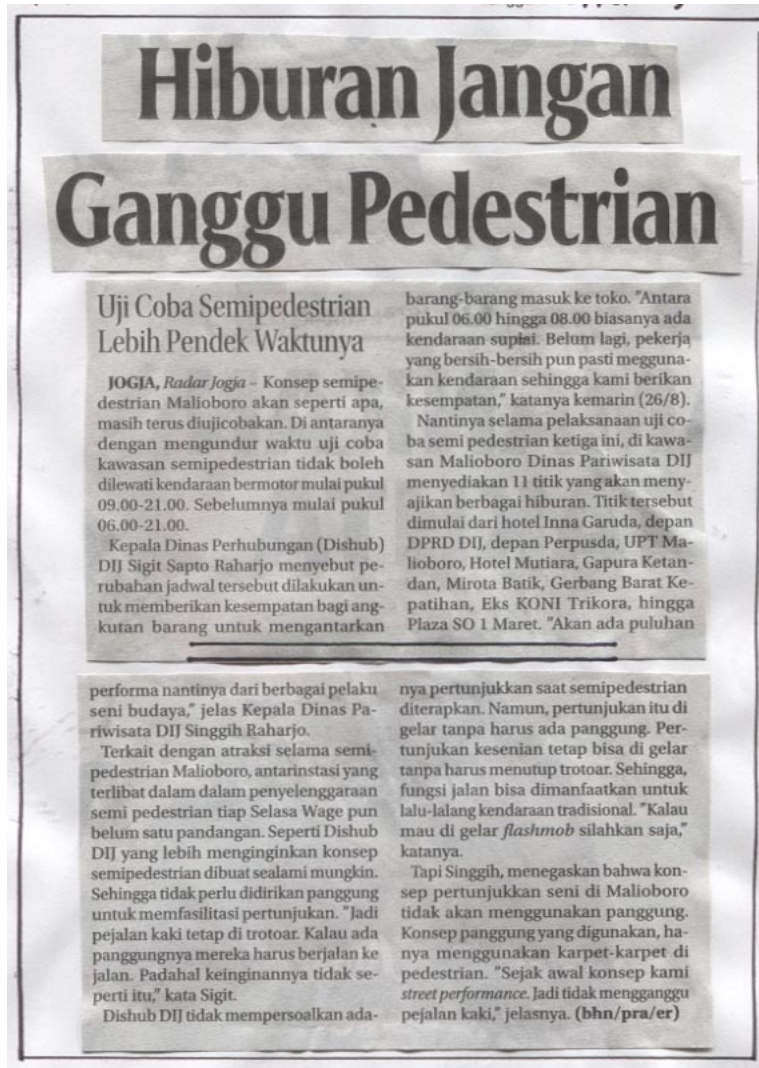 Hiburan Jangan
Ganggu Pedestrian
Uji Coba Semipedestrian
Lebih Pendek Waktunya
JOGJA, Radar Jogja – Konsep semipe-
destrian Malioboro akan seperti apa,
masih terus diujicobakan. Di antaranya
dengan mengundur waktu uji coba
kawasan semipedestrian tidak boleh
dilewati kendaraan bermotor mulai pukul
09.00-21.00. Sebelumnya mulai pukul
06.00-21.00.
Kepala Dinas Perhubungan (Dishub)
DIJ Sigit Sapto Raharjo menyebut pe-
rubahan jadwal tersebut dilakukan un-
tuk memberikan kesempatan bagi ang-
kutan barang untuk mengantarkan
barang-barang masuk ke toko. "Antara
pukul 06.00 hingga 08.00 biasanya ada
kendaraan suplai. Belum lagi, pekerja
yang bersih-bersih pun pasti megguna-
kan kendaraan sehingga kami berikan
kesempatan," katanya kemarin (26/8).
Nantinya selama pelaksanaan uji co-
ba semi pedestrian ketiga ini, di kawa-
san Malioboro Dinas Pariwisata DIJ
menyediakan 11 titik yang akan meny-
ajikan berbagai hiburan. Titik tersebut
dimulai dari hotel Inna Garuda, depan
DPRD DIJ, depan Perpusda, UPT Ma-
lioboro, Hotel Mutiara, Gapura Ketan-
dan, Mirota Batik, Gerbang Barat Ke-
patihan, Eks KONI Trikora, hingga
Plaza SO 1 Maret. "Akan ada puluhan
performa nantinya dari berbagai pelaku
seni budaya," jelas Kepala Dinas Pa-
riwisata DIJ Singgih Raharjo.
Terkait dengan atraksi selama semi-
pedestrian Malioboro, antarinstasi yang
terlibat dalam dalam penyelenggaraan
semi pedestrian tiap Selasa Wage pun
belum satu pandangan. Seperti Dishub
DIJ yang lebih menginginkan konsep
semipedestrian dibuat sealami mungkin.
Sehingga tidak perlu didirikan panggung
untuk memfasilitasi pertunjukan. "Jadi
pejalan kaki tetap di trotoar. Kalau ada
panggungnya mereka harus berjalan ke
jalan. Padahal keinginannya tidak se-
perti itu," kata Sigit.
Dishub DIJ tidak mempersoalkan ada-
nya pertunjukkan saat semipedestrian
diterapkan. Namun, pertunjukan itu di
gelar tanpa harus ada panggung. Per-
tunjukan kesenian tetap bisa di gelar
tanpa harus menutup trotoar. Sehingga,
fungsi jalan bisa dimanfaatkan untuk
lalu-lalang kendaraan tradisional. "Kalau
mau di gelar flashmob silahkan saja,"
katanya.
Tapi Singgih, menegaskan bahwa kon-
sep pertunjukkan seni di Malioboro
tidak akan menggunakan panggung.
Konsep panggung yang digunakan, ha-
nya menggunakan karpet-karpet di
pedestrian. "Sejak awal konsep kami
street performance. Jadi tidak mengganggu
pejalan kaki," jelasnya. (bhn/pra/er)